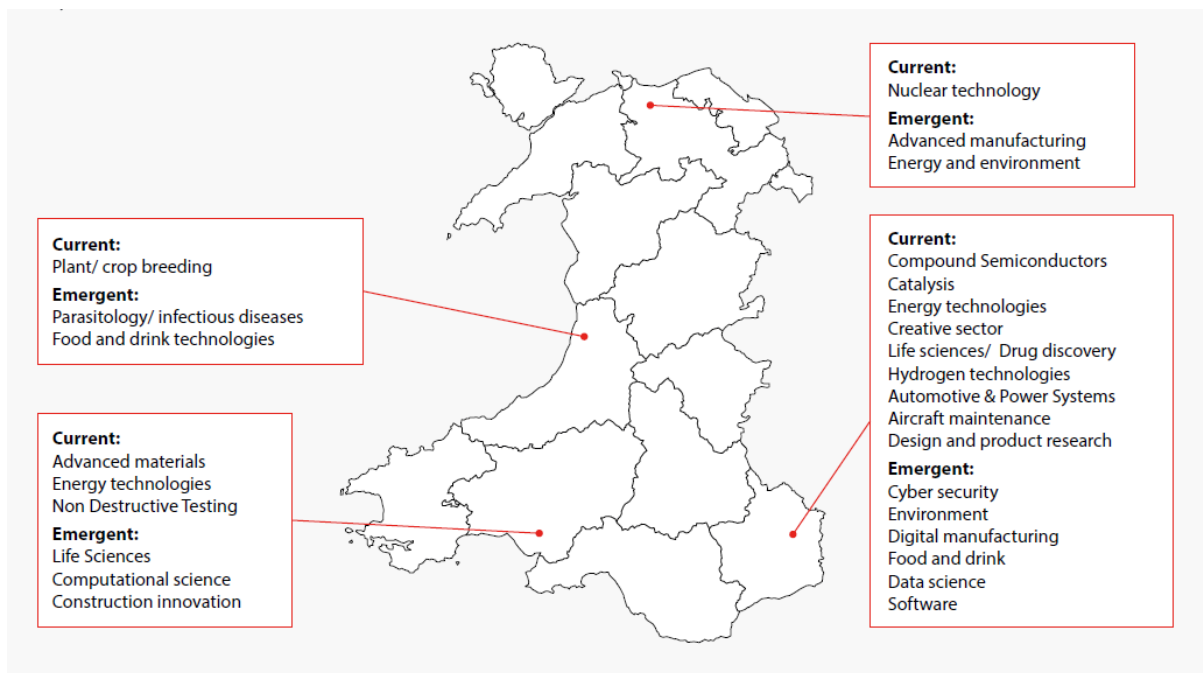 Current:
Nuclear technology
Emergent:
Advanced manufacturing
Energy and environment
Current:
Plant/ crop breeding
Emergent:
Parasitology/ infectious diseases
Food and drink technologies
Current:
Compound Semiconductors
Catalysis
Energy technologies
Creative sector
Life sciences/ Drug discovery
Hydrogen technologies
Automotive & Power Systems
Aircraft maintenance
Design and product research
Emergent:
Cyber security
Environment
Digital manufacturing
Food and drink
Data science
Software
Current:
Advanced materials
Energy technologies
Non Destructive Testing
Emergent:
Life Sciences
Computational science
Construction innovation